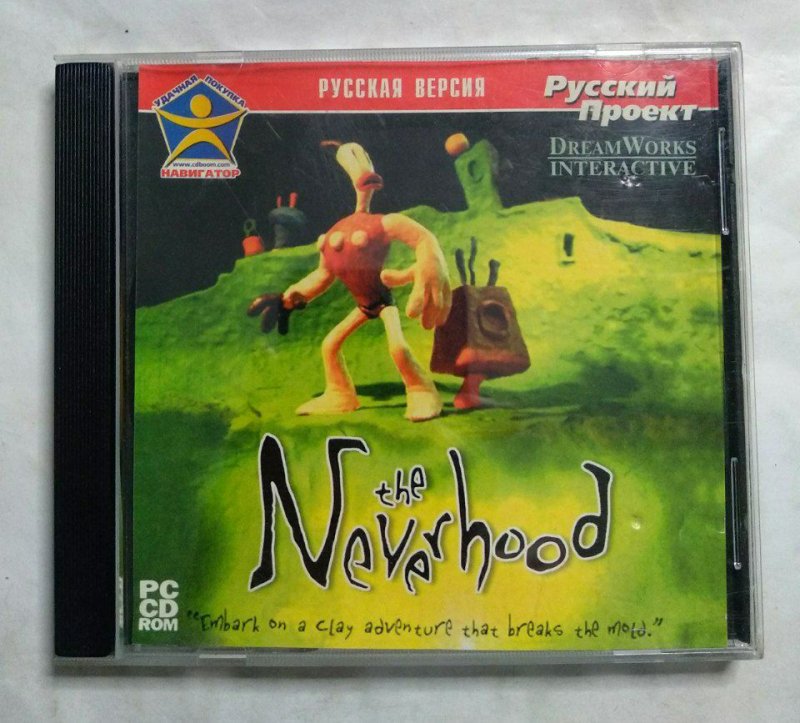 УДАЧНАЯ ПОКУПКА
www.cdboom.com
НАВИГАТОР
РУССКАЯ ВЕРСИЯ
Русский
Проект
DREAMWORKS
INTERACTIVE
the
Neverhood
PC
CD
ROM
"Embark on a clay adventure that breaks the mold."